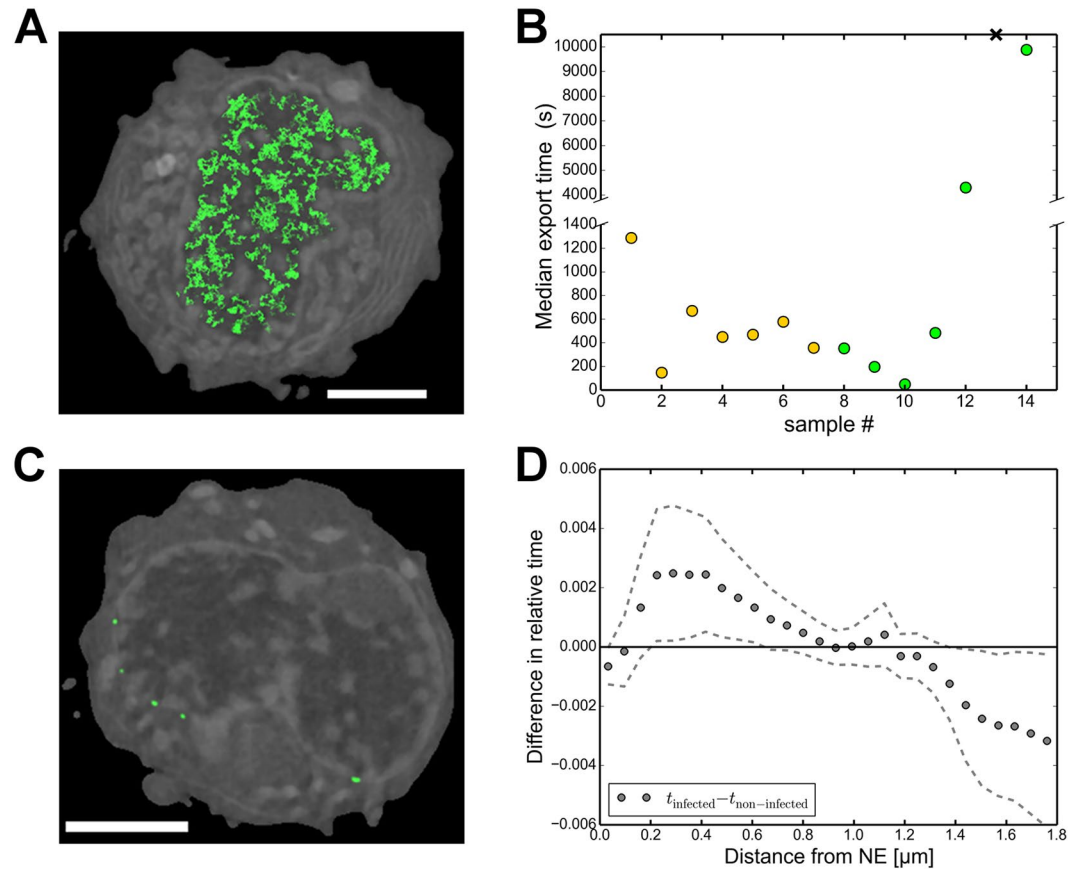 A
B
Median export time (s)
10000
9000
8000
7000
6000
5000
4000
1400
1200
1000
800
600
400
200
0
0 2 4 6 8 10 12 14
sample #
C
D
Difference in relative time
0.006
0.004
0.002
0.000
−0.002
−0.004
−0.006
t infected − t non−infected
0.0 0.2 0.4 0.6 0.8 1.0 1.2 1.4 1.6 1.8
Distance from NE [µm]